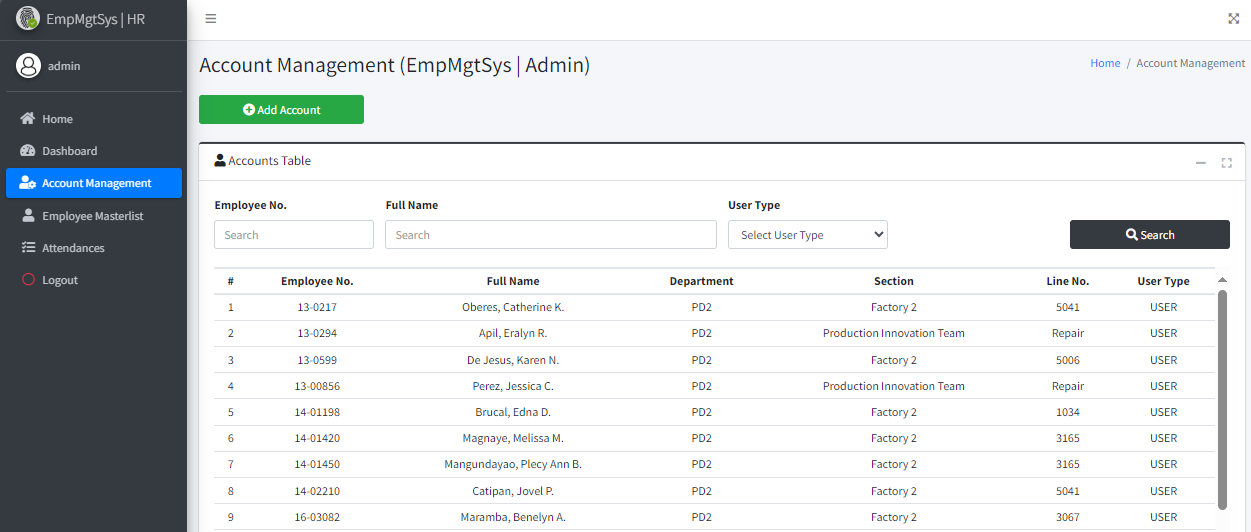 EmpMgtSys | HR
admin
Home
Dashboard
Account Management
Employee Masterlist
Attendances
Logout
Account Management (EmpMgtSys | Admin)
Home / Account Management
Add Account
Accounts Table
Employee No. Full Name User Type
Search Search Select User Type Search
# Employee No. Full Name Department Section Line No. User Type
1 13-0217 Oberes, Catherine K. PD2 Factory 2 5041 USER
2 13-0294 Apil, Eralyn R. PD2 Production Innovation Team Repair USER
3 13-0599 De Jesus, Karen N. PD2 Factory 2 5006 USER
4 13-00856 Perez, Jessica C. PD2 Production Innovation Team Repair USER
5 14-01198 Brucal, Edna D. PD2 Factory 2 1034 USER
6 14-01420 Magnaye, Melissa M. PD2 Factory 2 3165 USER
7 14-01450 Mangundayao, Plecy Ann B. PD2 Factory 2 3165 USER
8 14-02210 Catipan, Jovel P. PD2 Factory 2 5041 USER
9 16-03082 Maramba, Benelyn A. PD2 Factory 2 3067 USER